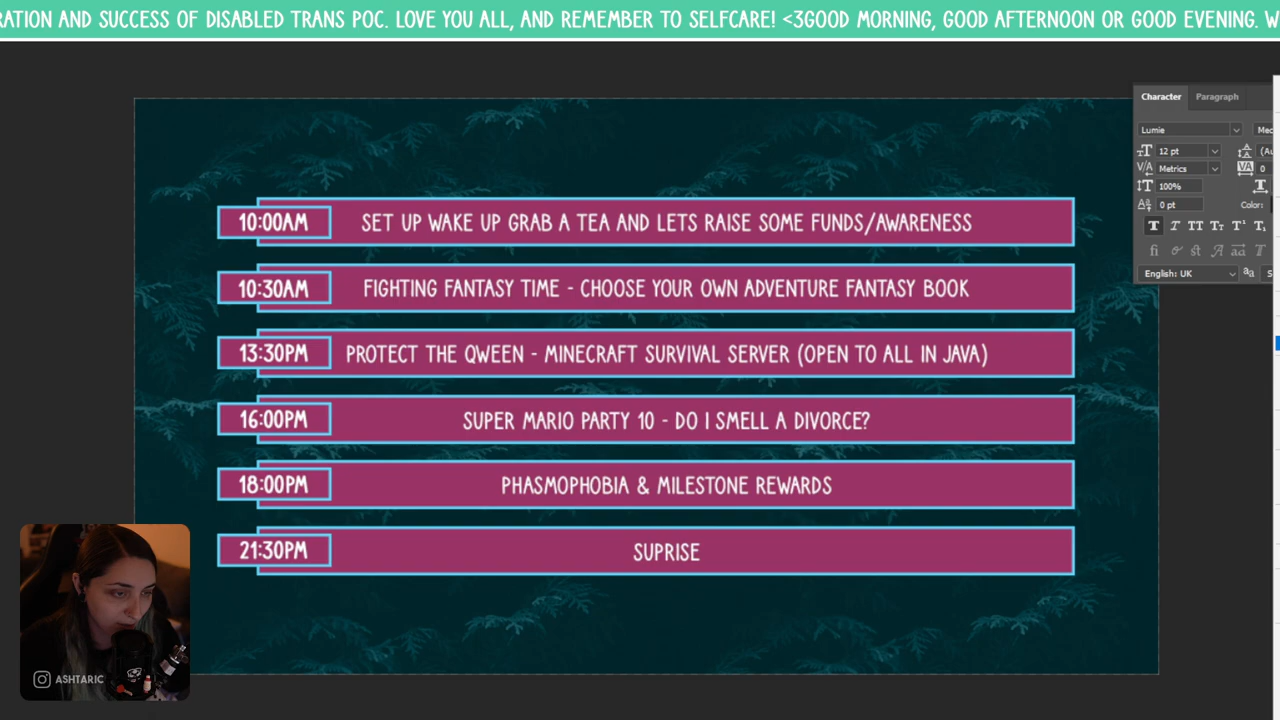 RATION AND SUCCESS OF DISABLED TRANS POC. LOVE YOU ALL, AND REMEMBER TO SELFCARE! <3GOOD MORNING, GOOD AFTERNOON OR GOOD EVENING. W
Character Paragraph
Lumie
12 pt
Metrics 0
100%
0 pt Color:
English: UK
10:00AM SET UP WAKE UP GRAB A TEA AND LETS RAISE SOME FUNDS/AWARENESS
10:30AM FIGHTING FANTASY TIME - CHOOSE YOUR OWN ADVENTURE FANTASY BOOK
13:30PM PROTECT THE QWEEN - MINECRAFT SURVIVAL SERVER (OPEN TO ALL IN JAVA)
16:00PM SUPER MARIO PARTY 10 - DO I SMELL A DIVORCE?
18:00PM PHASMOPHOBIA & MILESTONE REWARDS
21:30PM SUPRISE
ASHTARIC